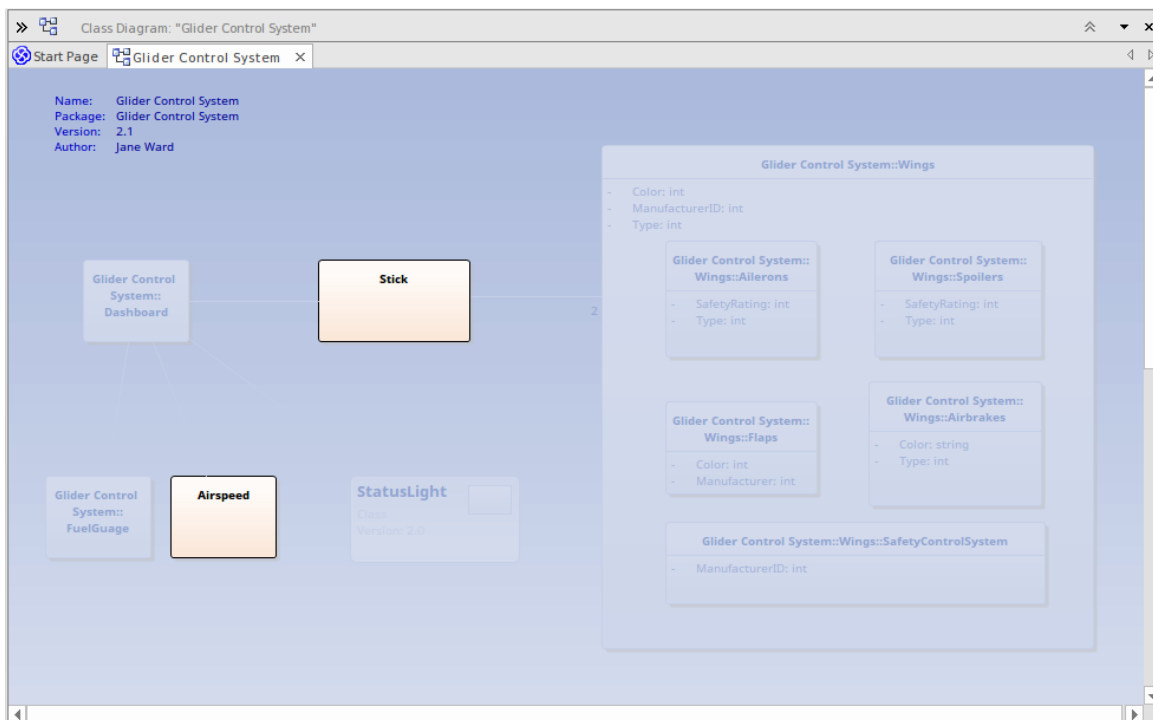 Class Diagram: "Glider Control System"
Start Page
Glider Control System
Name: Glider Control System
Package: Glider Control System
Version: 2.1
Author: Jane Ward
Glider Control System::Wings
- Color: int
- ManufacturerID: int
- Type: int
Glider Control
System::
Dashboard
Stick
2
Glider Control System::
Wings::Ailerons
- SafetyRating: int
- Type: int
Glider Control System::
Wings::Spoilers
- SafetyRating: int
- Type: int
Glider Control System::
Wings::Flaps
- Color: int
- Manufacturer: int
Glider Control System::
Wings::Airbrakes
- Color: string
- Type: int
Glider Control
System::
FuelGuage
Airspeed
StatusLight
Class
Version: 2.0
Glider Control System::Wings::SafetyControlSystem
- ManufacturerID: int